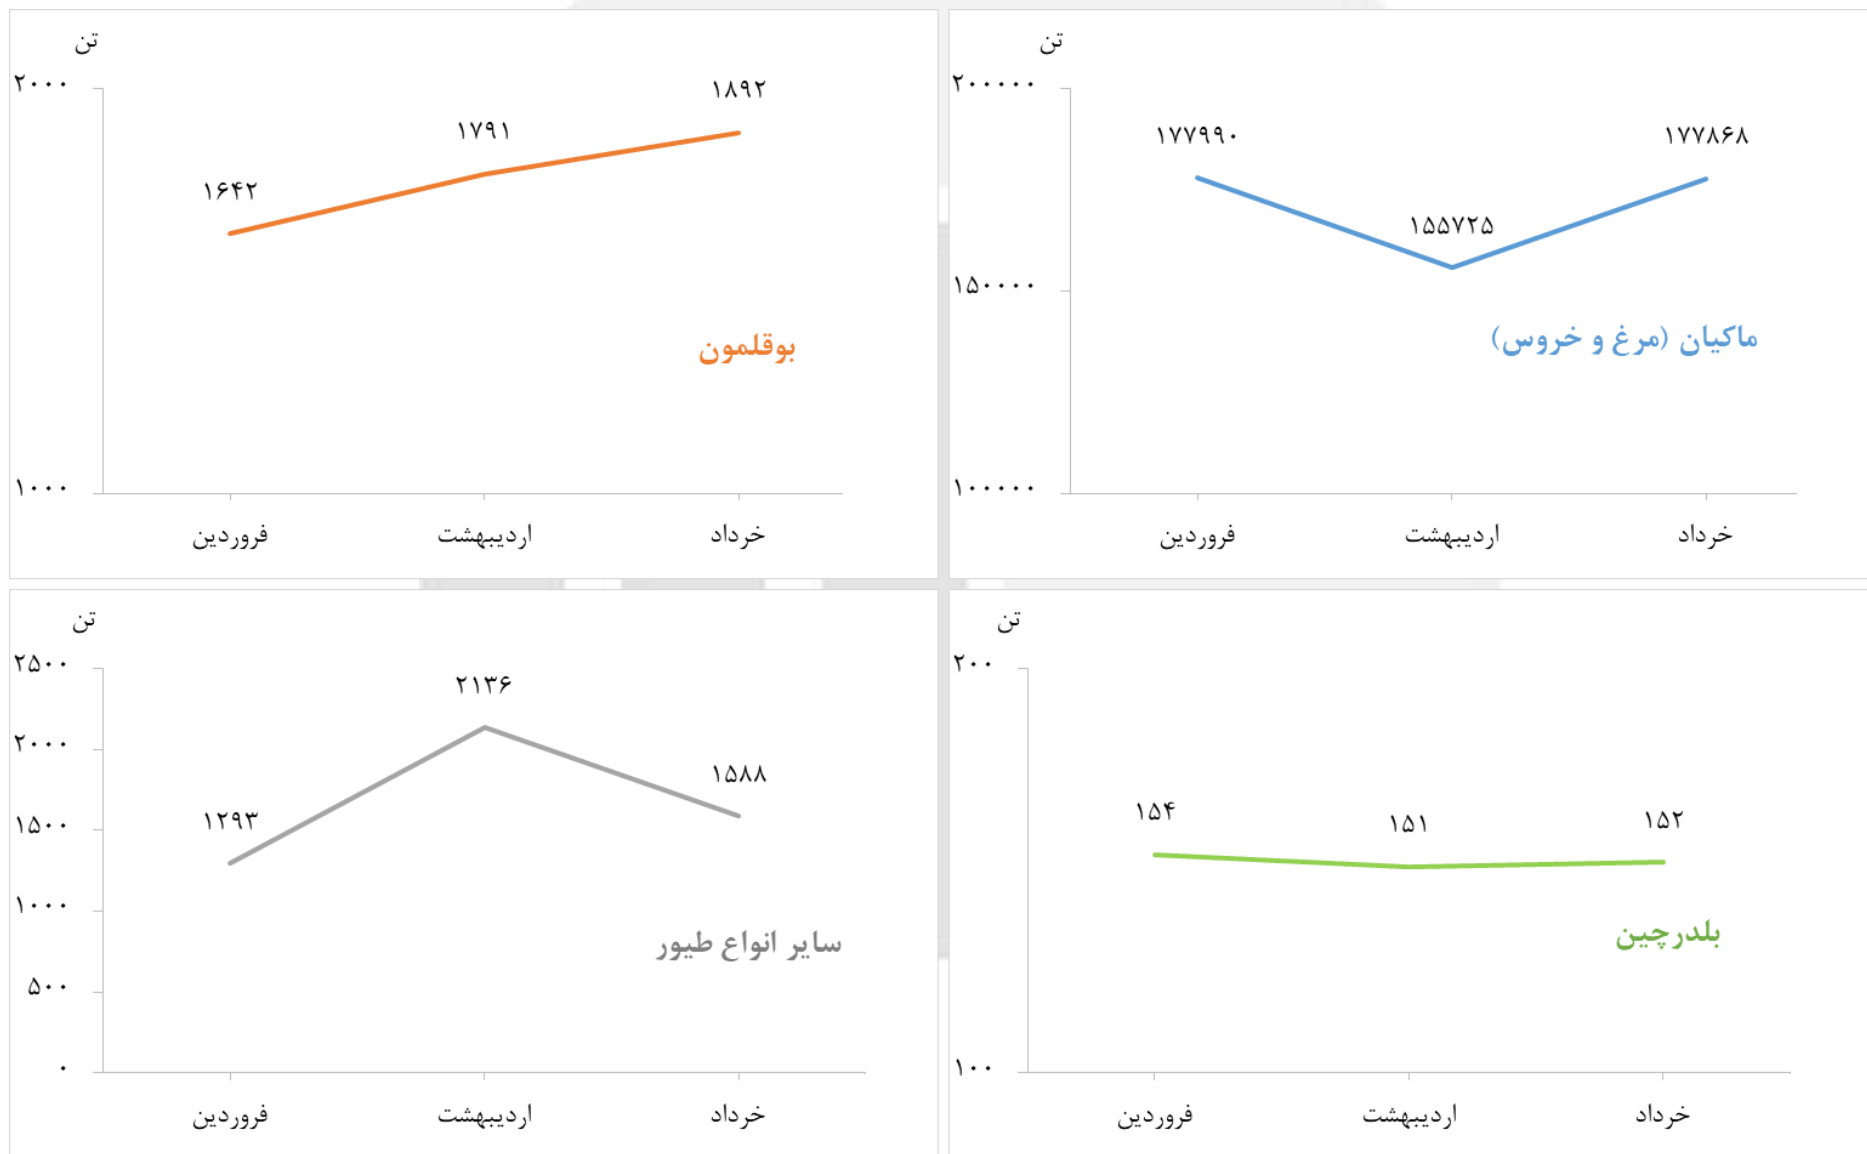 تن
۲۰۰۰۰۰
۱۵۰۰۰۰
۱۰۰۰۰۰
۱۷۷۹۹۰
۱۵۵۷۲۵
۱۷۷۸۶۸
ماکیان (مرغ و خروس)
فروردین
اردیبهشت
خرداد
تن
۲۰۰۰
۱۰۰۰
۱۶۴۲
۱۷۹۱
۱۸۹۲
بوقلمون
فروردین
اردیبهشت
خرداد
تن
۲۰۰
۱۰۰
۱۵۴
۱۵۱
۱۵۲
بلدرچین
فروردین
اردیبهشت
خرداد
تن
۲۵۰۰
۲۰۰۰
۱۵۰۰
۱۰۰۰
۵۰۰
۰
۱۲۹۳
۲۱۳۶
۱۵۸۸
سایر انواع طیور
فروردین
اردیبهشت
خرداد